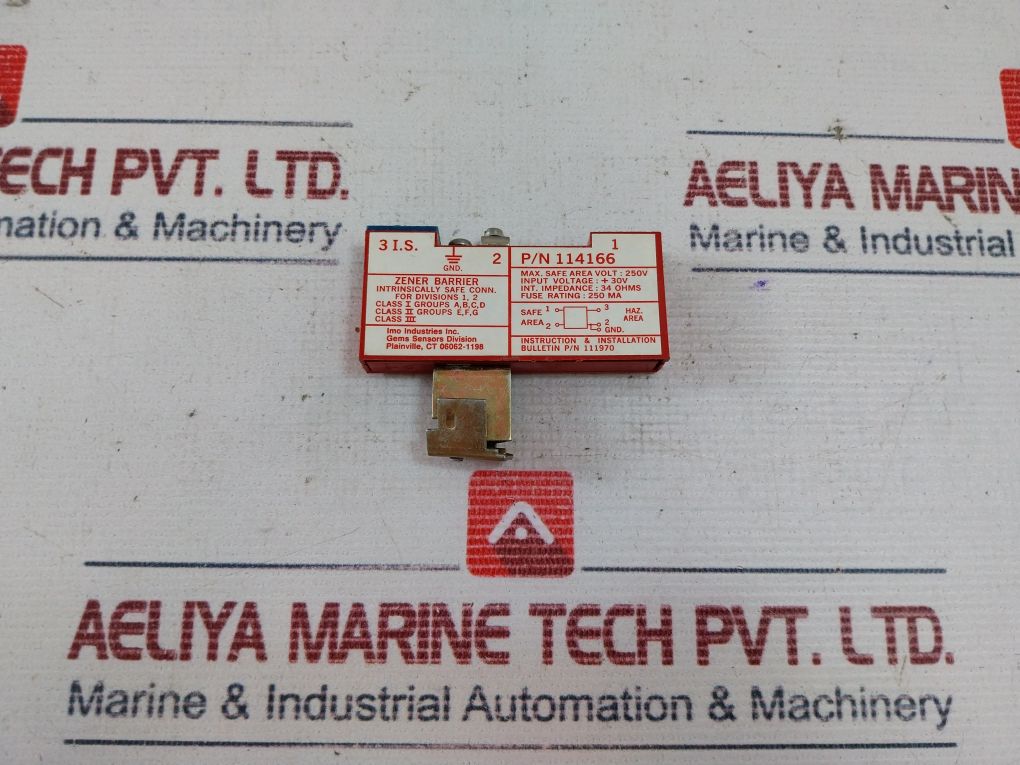 TECH PVT. LTD.
Automation & Machinery
AELIYA MARIN
Marine & Industrial
3 I.S.
GND.
2
1
P/N 114166
ZENER BARRIER
INTRINSICALLY SAFE CONN.
FOR DIVISIONS 1, 2
CLASS I GROUPS A,B,C,D
CLASS II GROUPS E,F,G
CLASS III
Imo Industries Inc.
Gems Sensors Division
Plainville, CT 06062-1198
MAX. SAFE AREA VOLT : 250V
INPUT VOLTAGE : + 30V
INT. IMPEDANCE : 34 OHMS
FUSE RATING : 250 MA
SAFE 1 3 HAZ.
AREA 2 2 AREA
GND.
INSTRUCTION & INSTALLATION
BULLETIN P/N 111970
AELIYA MARINE TECH PVT. LTD.
Marine & Industrial Automation & Machinery